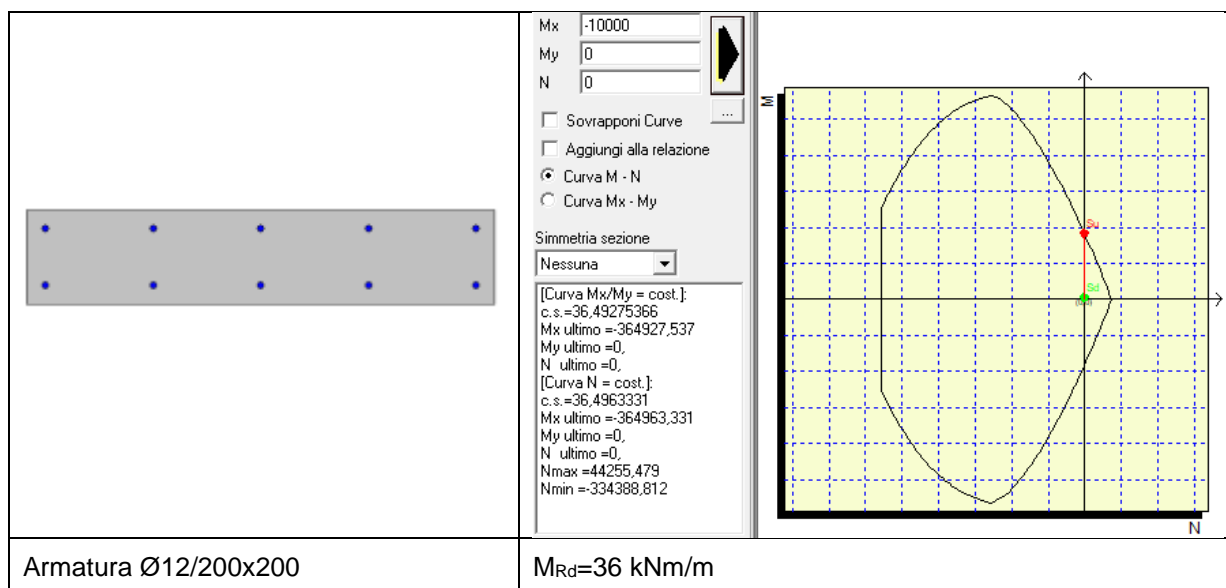 Mx -10000
My 0
N 0
...
Sovrapponi Curve
Aggiungi alla relazione
Curva M - N
Curva Mx - My
Simmetria sezione
Nessuna
[Curva Mx/My = cost.]:
c.s.=36,49275366
Mx ultimo =-364927,537
My ultimo =0,
N ultimo =0,
[Curva N = cost.]:
c.s.=36,4963331
Mx ultimo =-364963,331
My ultimo =0,
N ultimo =0,
Nmax =44255,479
Nmin =-334388,812
M
Su
Sd
N
Armatura Ø12/200x200
MRd=36 kNm/m